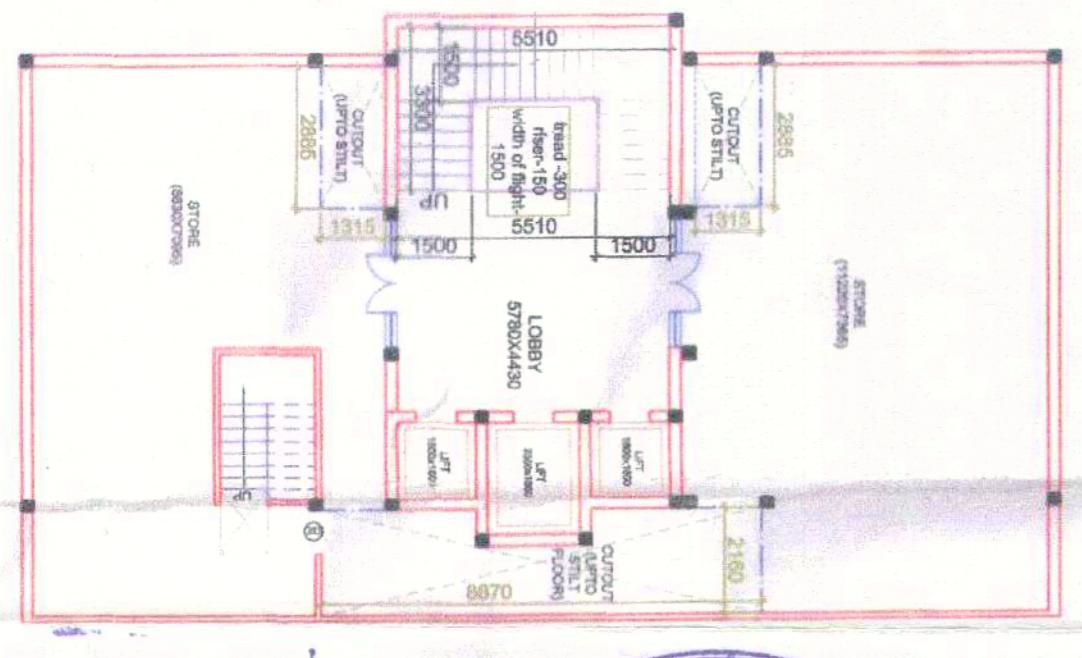 5510
1500
3300
tread -300
riser-150
width of flight-
1500
UP
5510
1500
1500
CUTOUT
(UPTO STILT)
2885
1315
CUTOUT
(UPTO STILT)
2885
1315
STORE
STORE
LOBBY
5780X4430
LIFT
LIFT
LIFT
CUTOUT
(UPTO
STILT
FLOOR)
8870
2160